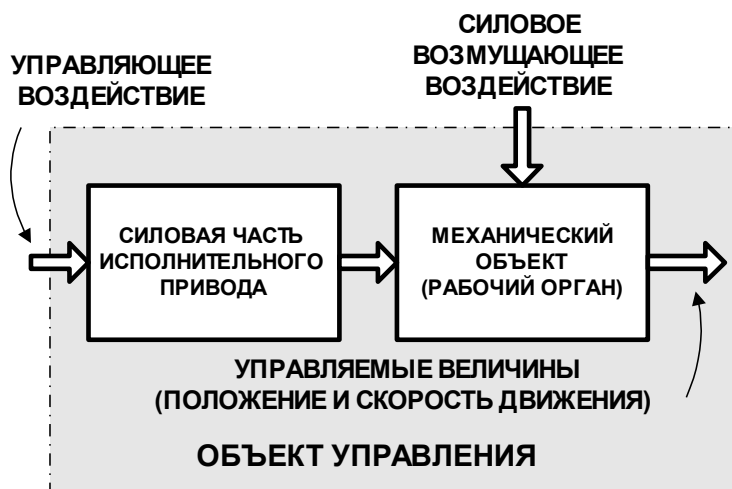 СИЛОВОЕ
ВОЗМУЩАЮЩЕЕ
ВОЗДЕЙСТВИЕ
УПРАВЛЯЮЩЕЕ
ВОЗДЕЙСТВИЕ
СИЛОВАЯ ЧАСТЬ
ИСПОЛНИТЕЛЬНОГО
ПРИВОДА
МЕХАНИЧЕСКИЙ
ОБЪЕКТ
(РАБОЧИЙ ОРГАН)
УПРАВЛЯЕМЫЕ ВЕЛИЧИНЫ
(ПОЛОЖЕНИЕ И СКОРОСТЬ ДВИЖЕНИЯ)
ОБЪЕКТ УПРАВЛЕНИЯ